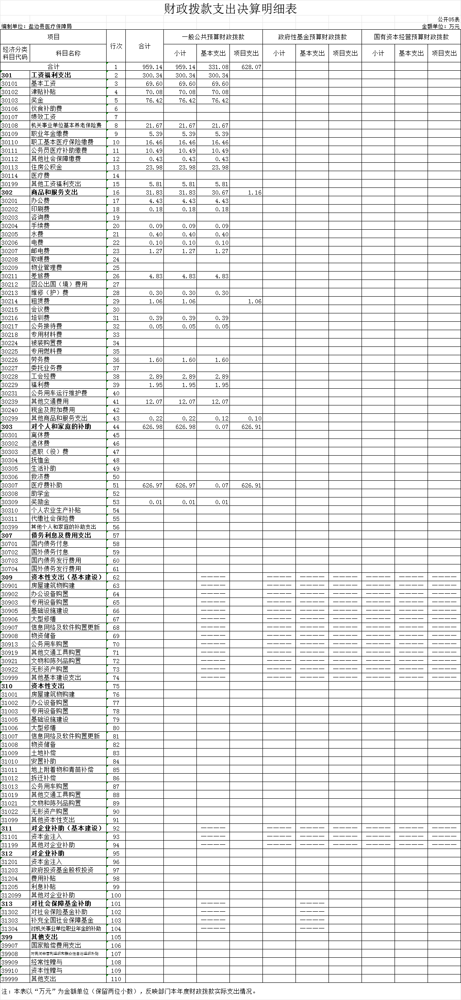 财政拨款支出决算明细表
公开05表
编制单位：盐边县医疗保障局 金额单位：万元
项目 行次 合计 一般公共预算财政拨款 政府性基金预算财政拨款 国有资本经营预算财政拨款
经济分类科目代码 科目名称 小计 基本支出 项目支出 小计 基本支出 项目支出 小计 基本支出 项目支出
合计 1 959.14 959.14 331.08 628.07
301 工资福利支出 2 300.34 300.34 300.34
30101 基本工资 3 69.60 69.60 69.60
30102 津贴补贴 4 70.08 70.08 70.08
30103 奖金 5 76.42 76.42 76.42
30106 伙食补助费 6
30107 绩效工资 7
30108 机关事业单位基本养老保险费 8 21.67 21.67 21.67
30109 职业年金缴费 9 5.39 5.39 5.39
30110 职工基本医疗保险缴费 10 16.46 16.46 16.46
30111 公务员医疗补助缴费 11 10.49 10.49 10.49
30112 其他社会保障缴费 12 0.43 0.43 0.43
30113 住房公积金 13 23.98 23.98 23.98
30114 医疗费 14
30199 其他工资福利支出 15 5.81 5.81 5.81
302 商品和服务支出 16 31.83 31.83 30.67 1.16
30201 办公费 17 4.43 4.43 4.43
30202 印刷费 18 0.18 0.18 0.18
30203 咨询费 19
30204 手续费 20 0.09 0.09 0.09
30205 水费 21 0.40 0.40 0.40
30206 电费 22 0.10 0.10 0.10
30207 邮电费 23 1.27 1.27 1.27
30208 取暖费 24
30209 物业管理费 25
30211 差旅费 26 4.83 4.83 4.83
30212 因公出国（境）费用 27
30213 维修（护）费 28 0.30 0.30 0.30
30214 租赁费 29 1.06 1.06 1.06
30215 会议费 30
30216 培训费 31 0.39 0.39 0.39
30217 公务接待费 32 0.05 0.05 0.05
30218 专用材料费 33
30224 被装购置费 34
30225 专用燃料费 35
30226 劳务费 36 1.60 1.60 1.60
30227 委托业务费 37
30228 工会经费 38 2.89 2.89 2.89
30229 福利费 39 1.95 1.95 1.95
30231 公务用车运行维护费 40
30239 其他交通费用 41 12.07 12.07 12.07
30240 税金及附加费用 42
30299 其他商品和服务支出 43 0.22 0.22 0.12 0.10
303 对个人和家庭的补助 44 626.98 626.98 0.07 626.91
30301 离休费 45
30302 退休费 46
30303 退职（役）费 47
30304 抚恤金 48
30305 生活补助 49
30306 救济费 50
30307 医疗费补助 51 626.97 626.97 0.07 626.91
30308 助学金 52
30309 奖励金 53 0.01 0.01 0.01
30310 个人农业生产补贴 54
30311 代缴社会保险费 55
30399 其他个人和家庭的补助支出 56
307 债务利息及费用支出 57
30701 国内债务付息 58
30702 国外债务付息 59
30703 国内债务发行费用 60
30704 国外债务发行费用 61
309 资本性支出（基本建设） 62 ———— ———— ———— ———— ———— ———— ————
30901 房屋建筑物购建 63 ———— ———— ———— ———— ———— ———— ————
30902 办公设备购置 64 ———— ———— ———— ———— ———— ———— ————
30903 专用设备购置 65 ———— ———— ———— ———— ———— ———— ————
30905 基础设施建设 66 ———— ———— ———— ———— ———— ———— ————
30906 大型修缮 67 ———— ———— ———— ———— ———— ———— ————
30907 信息网络及软件购置更新 68 ———— ———— ———— ———— ———— ———— ————
30908 物资储备 69 ———— ———— ———— ———— ———— ———— ————
30913 公务用车购置 70 ———— ———— ———— ———— ———— ———— ————
30919 其他交通工具购置 71 ———— ———— ———— ———— ———— ———— ————
30921 文物和陈列品购置 72 ———— ———— ———— ———— ———— ———— ————
30922 无形资产购置 73 ———— ———— ———— ———— ———— ———— ————
30999 其他基本建设支出 74 ———— ———— ———— ———— ———— ———— ————
310 资本性支出 75
31001 房屋建筑物购建 76
31002 办公设备购置 77
31003 专用设备购置 78
31005 基础设施建设 79
31006 大型修缮 80
31007 信息网络及软件购置更新 81
31008 物资储备 82
31009 土地补偿 83
31010 安置补助 84
31011 地上附着物和青苗补偿 85
31012 拆迁补偿 86
31013 公务用车购置 87
31019 其他交通工具购置 88
31021 文物和陈列品购置 89
31022 无形资产购置 90
31099 其他资本性支出 91
311 对企业补助（基本建设） 92 ———— ———— ———— ———— ———— ———— ————
31101 资本金注入 93 ———— ———— ———— ———— ———— ———— ————
31199 其他对企业补助 94 ———— ———— ———— ———— ———— ———— ————
312 对企业补助 95
31201 资本金注入 96
31203 政府投资基金股权投资 97
31204 费用补贴 98
31205 利息补贴 99
312099 其他对企业补助 100
313 对社会保障基金补助 101 ———— ————
31302 对社会保险基金补助 102 ———— ————
31303 补充全国社会保障基金 103 ———— ————
31304 对机关事业单位职业年金的补助 104 ———— ————
399 其他支出 105
39907 国家赔偿费用支出 106
39908 对民间非营利组织和群众性自治组织补贴 107
39909 经常性赠与 108
39910 资本性赠与 109
39999 其他支出 110
注：本表以“万元”为金额单位（保留两位小数），反映部门本年度财政拨款实际支出情况。